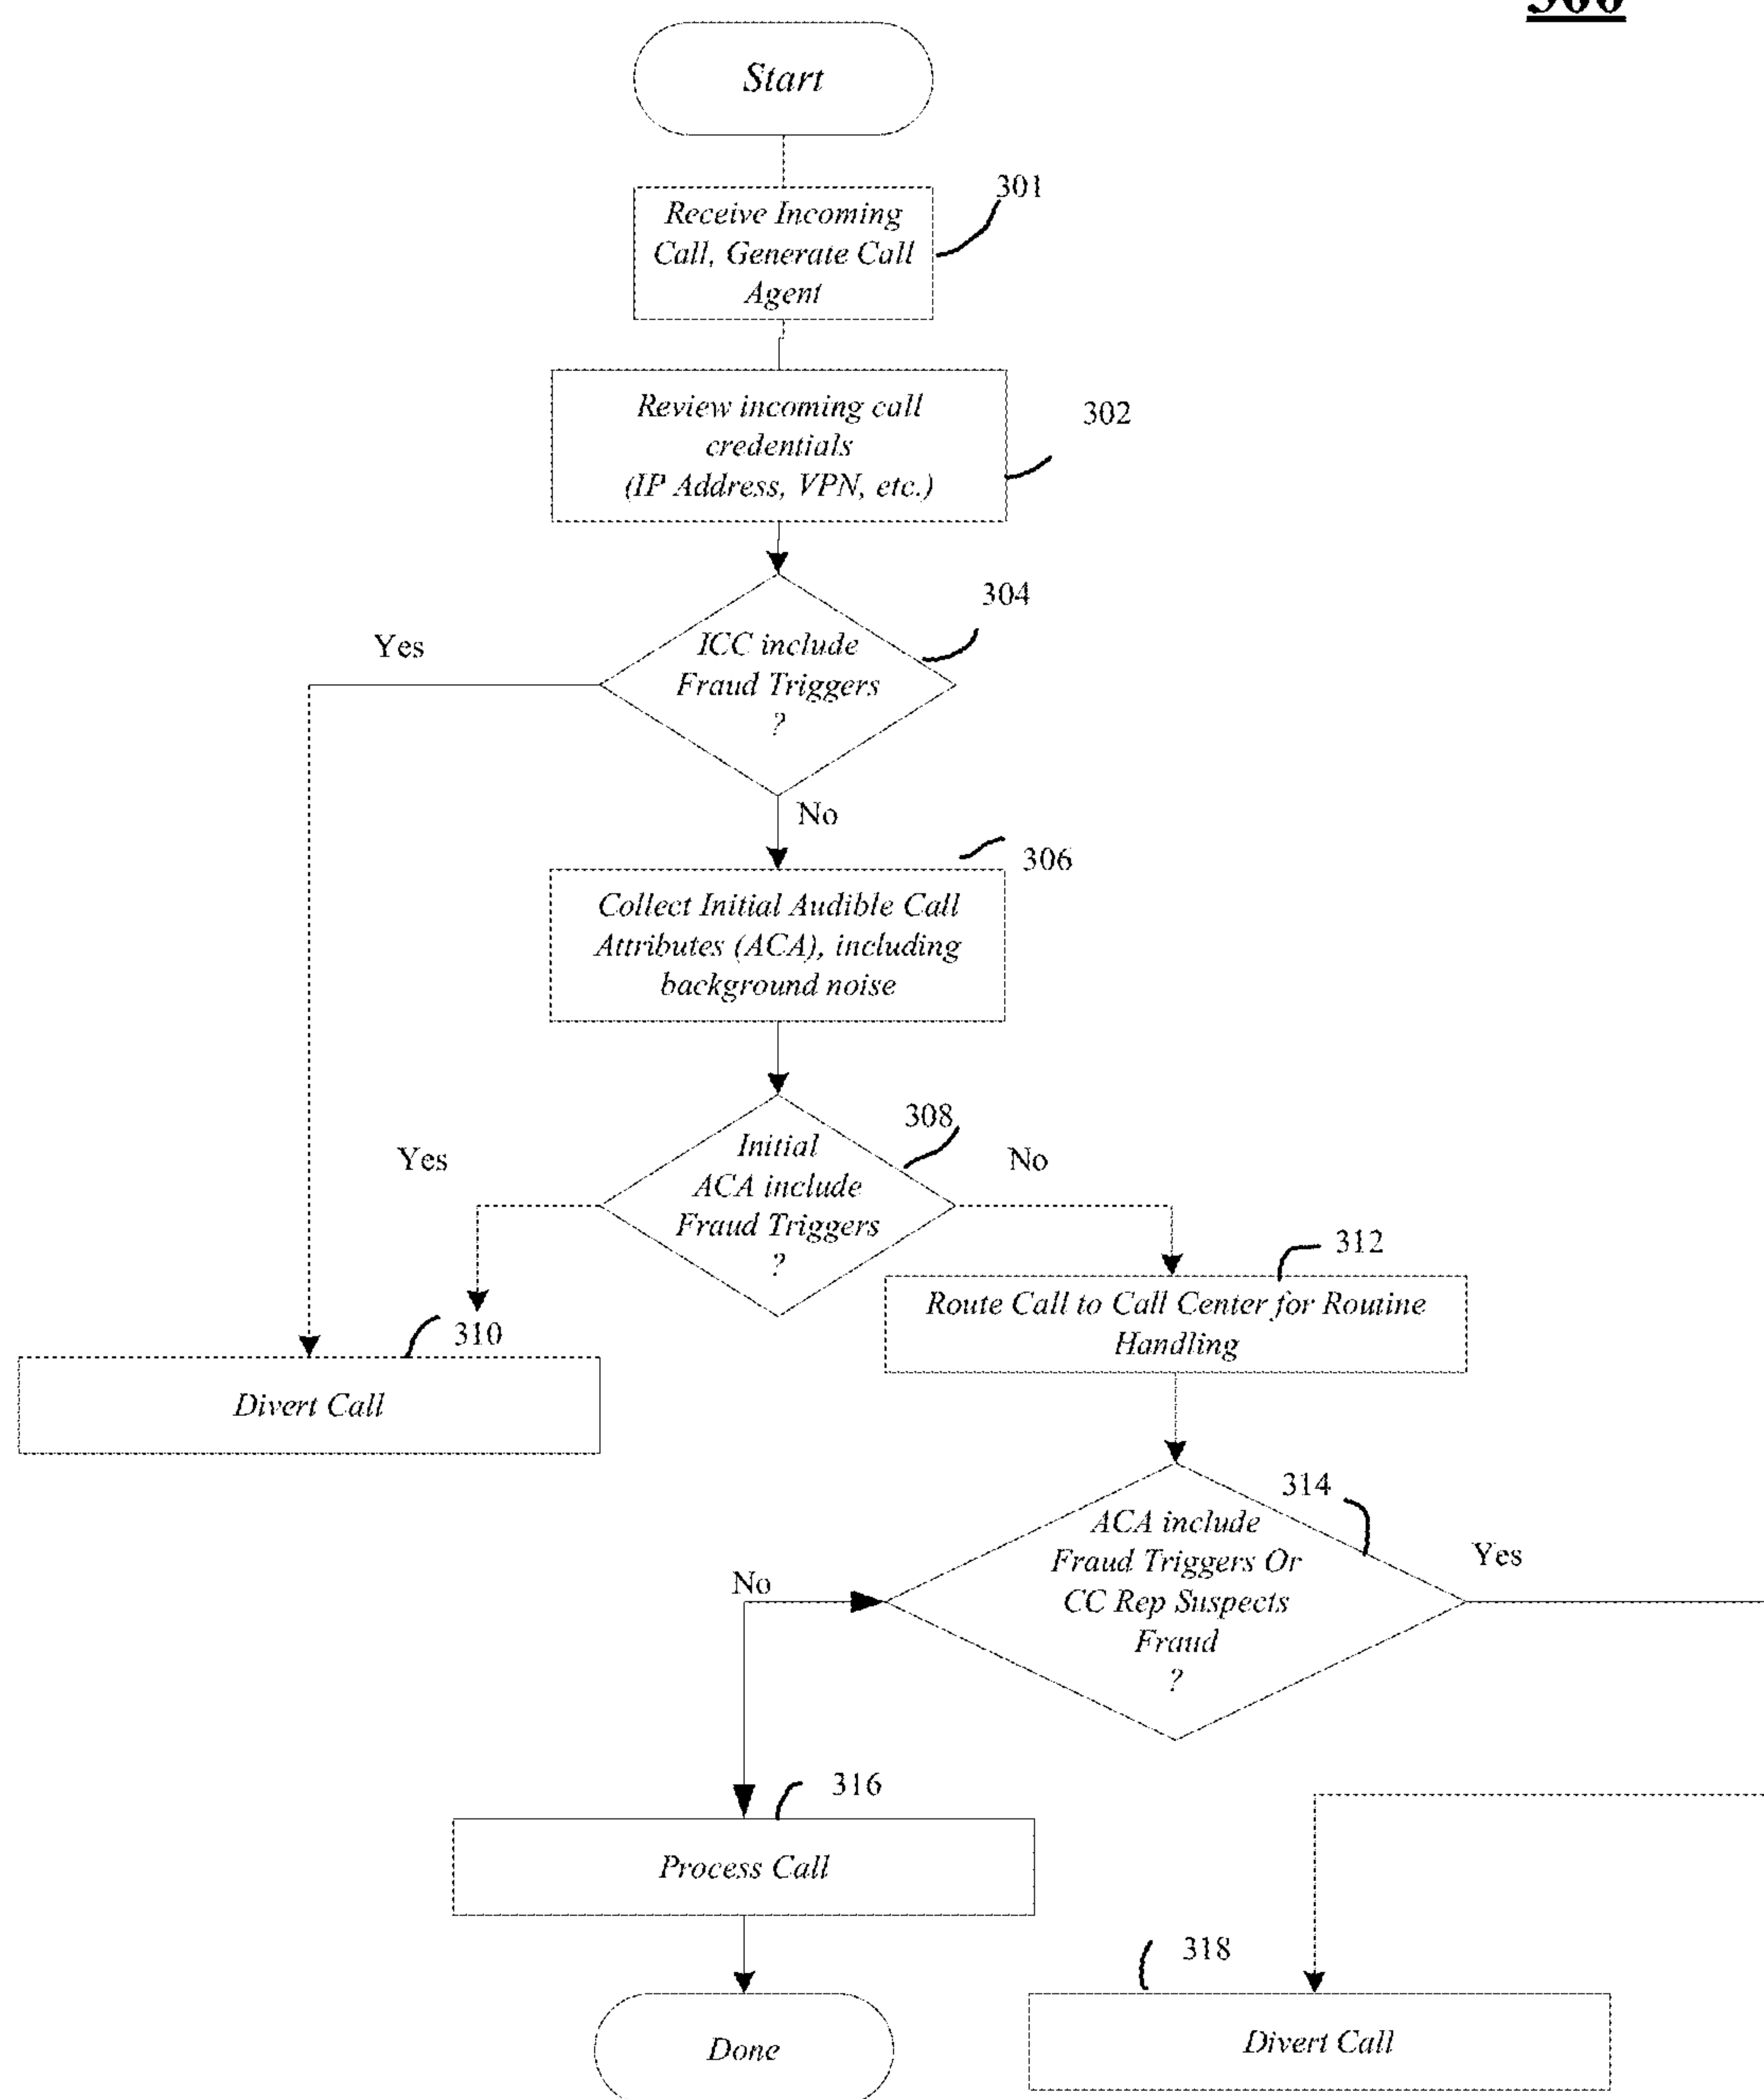 Start
301
Receive Incoming
Call, Generate Call
Agent
Review incoming call
credentials
(IP Address, VPN, etc.)
302
304
Yes
ICC include
Fraud Triggers
?
No
306
Collect Initial Audible Call
Attributes (ACA), including
background noise
308
Yes
Initial
ACA include
Fraud Triggers
?
No
312
Route Call to Call Center for Routine
Handling
310
Divert Call
314
ACA include
Fraud Triggers Or
CC Rep Suspects
Fraud
?
Yes
No
316
Process Call
318
Done
Divert Call